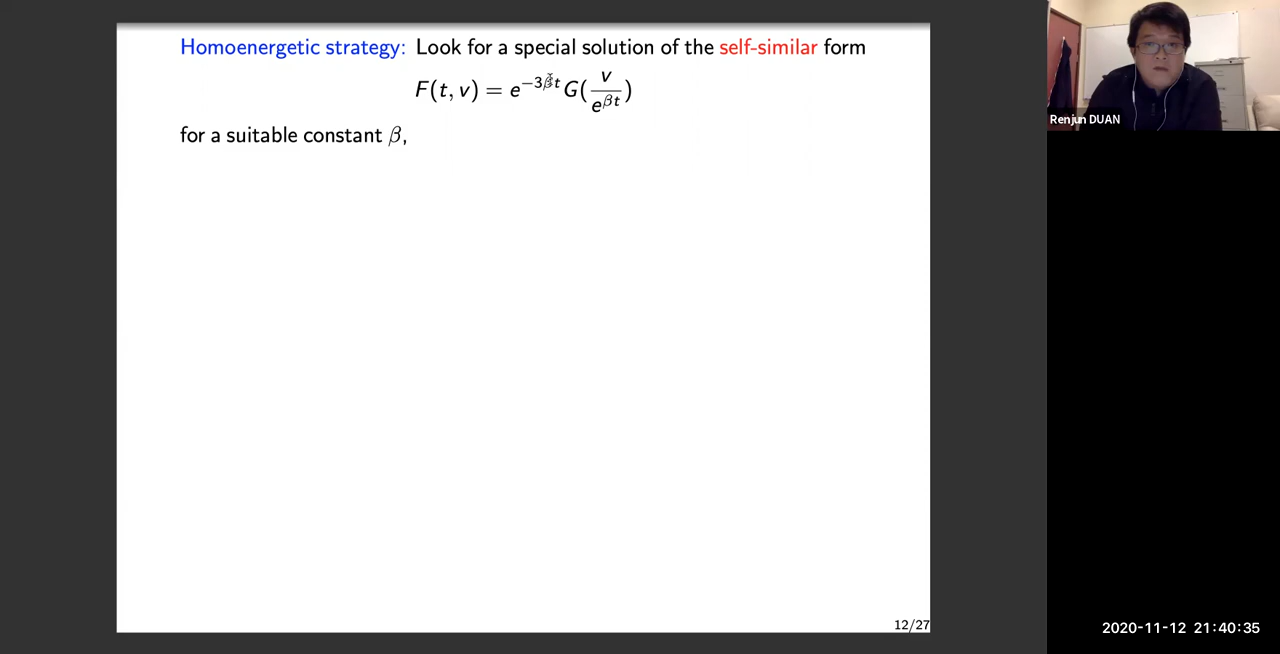 Homoenergetic strategy: Look for a special solution of the self-similar form
F(t, v) = e^{−3βt} G(v / e^{βt})
for a suitable constant β,
12/27
Renjun DUAN
2020-11-12 21:40:35